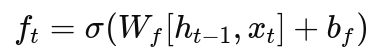 f_t = σ(W_f[h_{t−1}, x_t] + b_f)